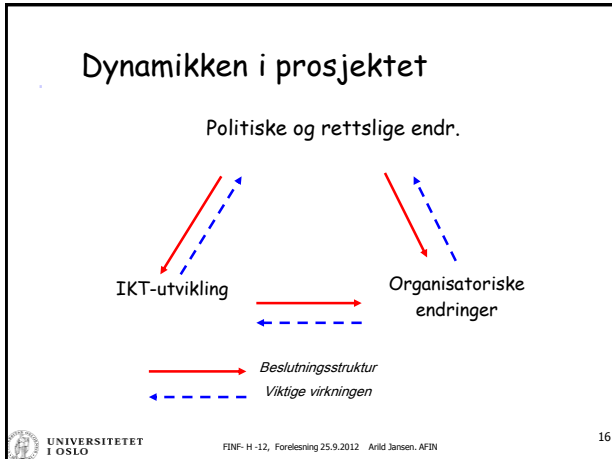 Dynamikken i prosjektet
Politiske og rettslige endr.
IKT-utvikling
Organisatoriske
endringer
Beslutningsstruktur
Viktige virkningen
UNIVERSITETET
I OSLO
FINF- H -12, Forelesning 25.9.2012 Arild Jansen. AFIN
16